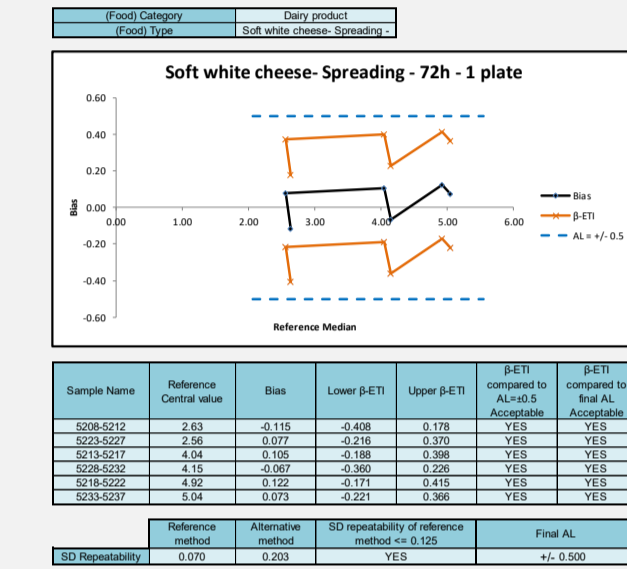 (Food) Category Dairy product
(Food) Type Soft white cheese- Spreading -
Soft white cheese- Spreading - 72h - 1 plate
0.60
0.40
0.20
0.00
-0.20
-0.40
-0.60
0.00 1.00 2.00 3.00 4.00 5.00 6.00
Bias
Reference Median
Bias
β-ETI
AL = +/- 0.5
Sample Name Reference Central value Bias Lower β-ETI Upper β-ETI β-ETI compared to AL=±0.5 Acceptable β-ETI compared to final AL Acceptable
5208-5212 2.63 -0.115 -0.408 0.178 YES YES
5223-5227 2.56 0.077 -0.216 0.370 YES YES
5213-5217 4.04 0.105 -0.188 0.398 YES YES
5228-5232 4.15 -0.067 -0.360 0.226 YES YES
5218-5222 4.92 0.122 -0.171 0.415 YES YES
5233-5237 5.04 0.073 -0.221 0.366 YES YES
Reference method Alternative method SD repeatability of reference method <= 0.125 Final AL
SD Repeatability 0.070 0.203 YES +/- 0.500